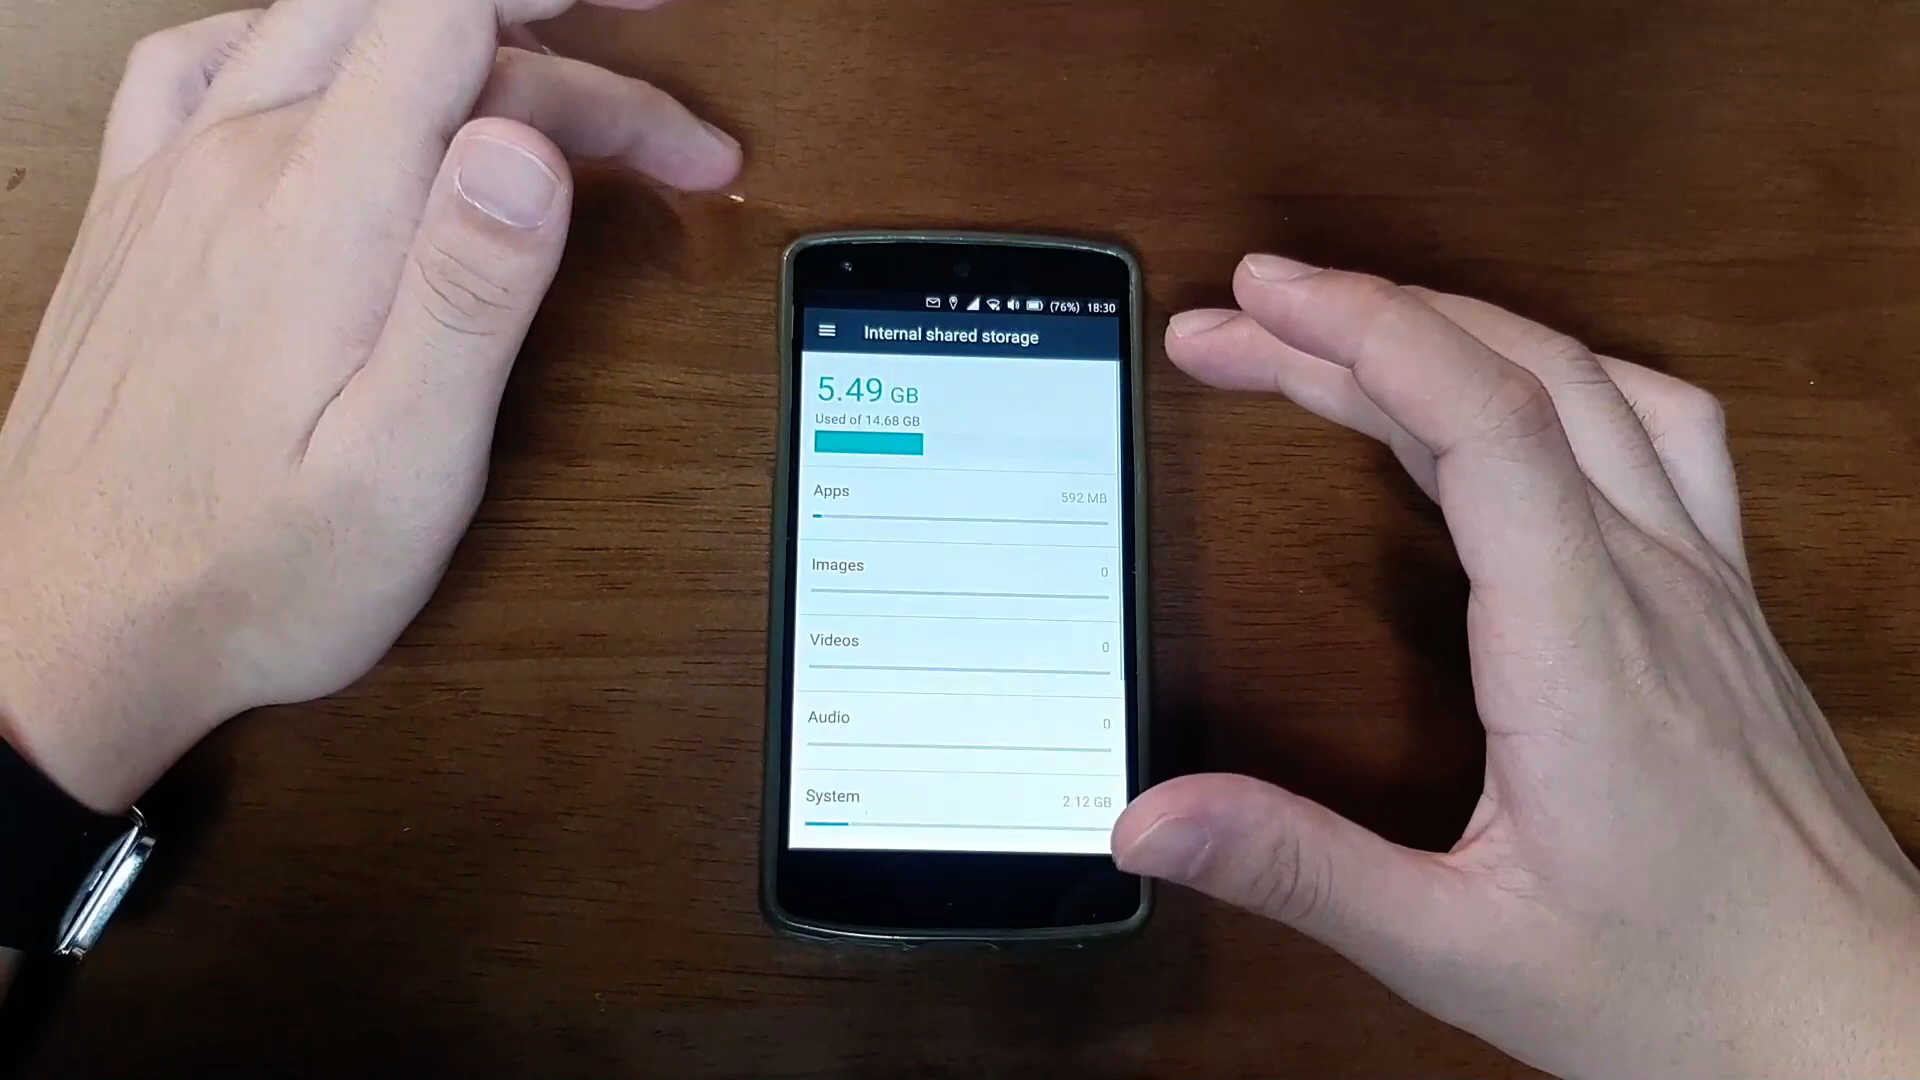 (76%) 18:30
Internal shared storage
5.49 GB
Used of 14.68 GB
Apps 592 MB
Images 0
Videos 0
Audio 0
System 2.12 GB